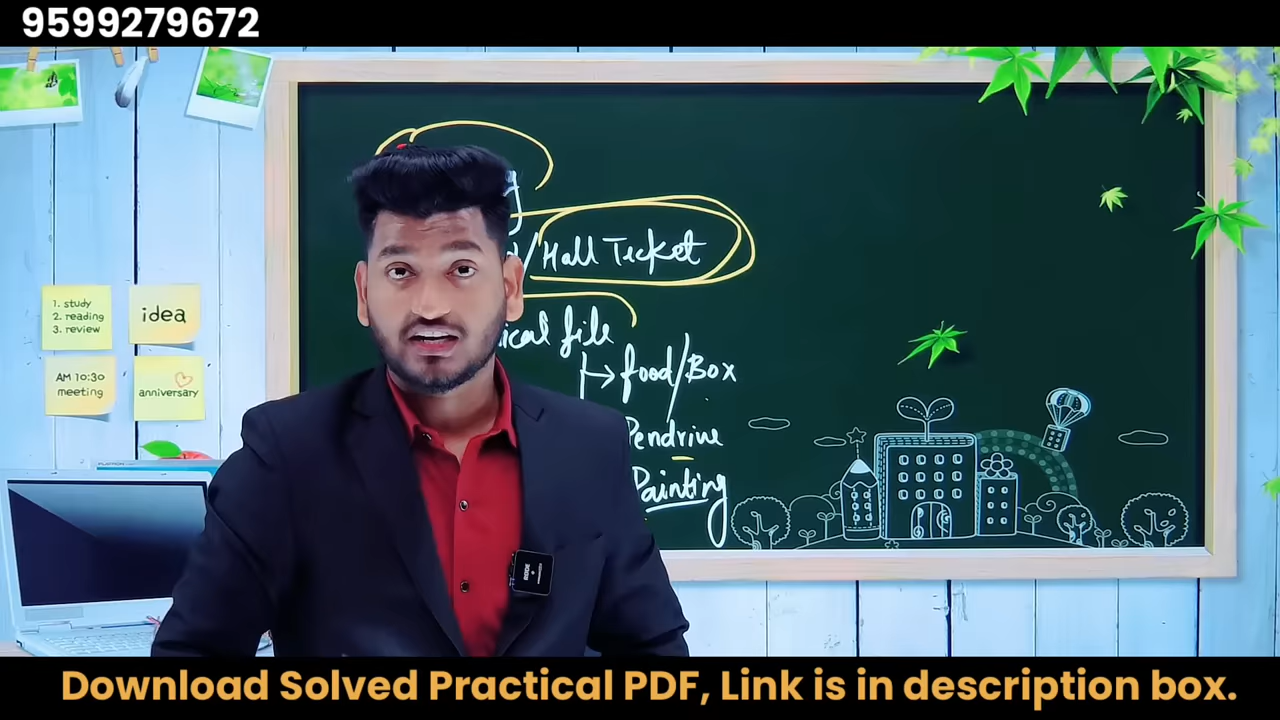 9599279672
Hall Ticket
file
food/Box
Pendrive
Painting
1. study
2. reading
3. review
idea
AM 10:30
meeting
anniversary
RODE
Download Solved Practical PDF, Link is in description box.